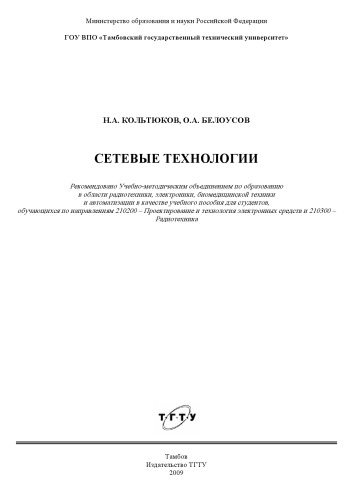 Министерство образования и науки Российской Федерации
ГОУ ВПО «Тамбовский государственный технический университет»
Н.А. КОЛЬТЮКОВ, О.А. БЕЛОУСОВ
СЕТЕВЫЕ ТЕХНОЛОГИИ
Рекомендовано Учебно-методическим объединением по образованию
в области радиотехники, электроники, биомедицинской техники
и автоматизации в качестве учебного пособия для студентов,
обучающихся по направлениям 210200 – Проектирование и технология электронных средств и 210300 –
Радиотехника
Т·Г·Т·У
Тамбов
Издательство ТГТУ
2009